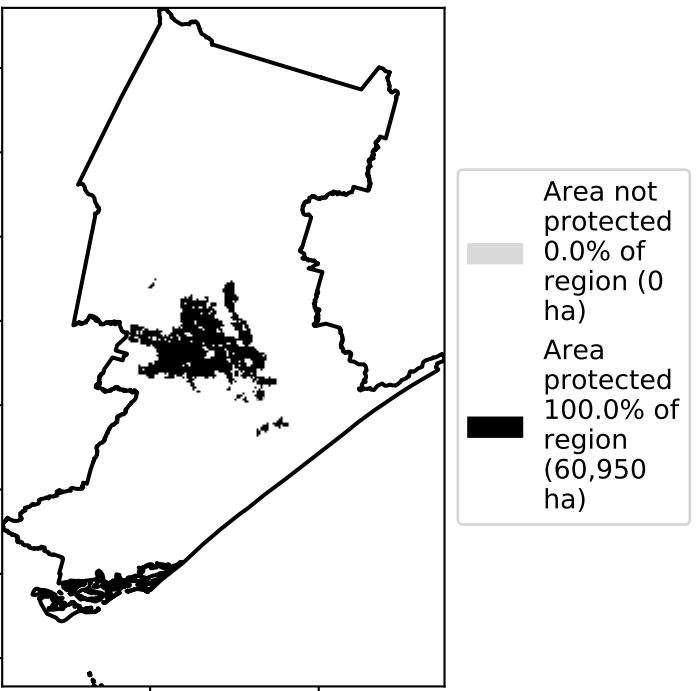 Area not
protected
0.0% of
region (0
ha)
Area
protected
100.0% of
region
(60,950
ha)